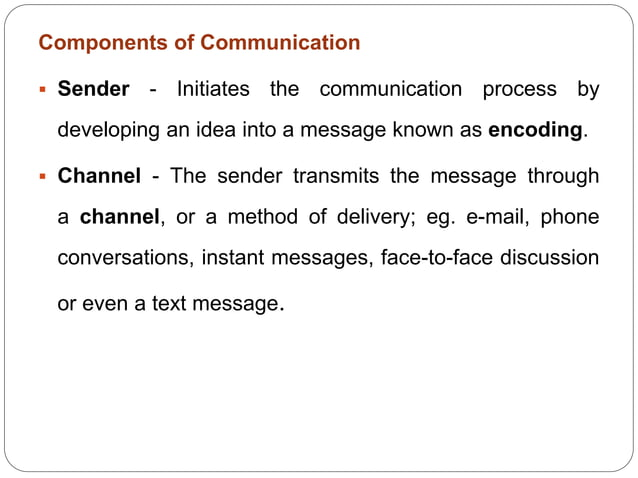 Components of Communication
▪ Sender - Initiates the communication process by
developing an idea into a message known as encoding.
▪ Channel - The sender transmits the message through
a channel, or a method of delivery; eg. e-mail, phone
conversations, instant messages, face-to-face discussion
or even a text message.